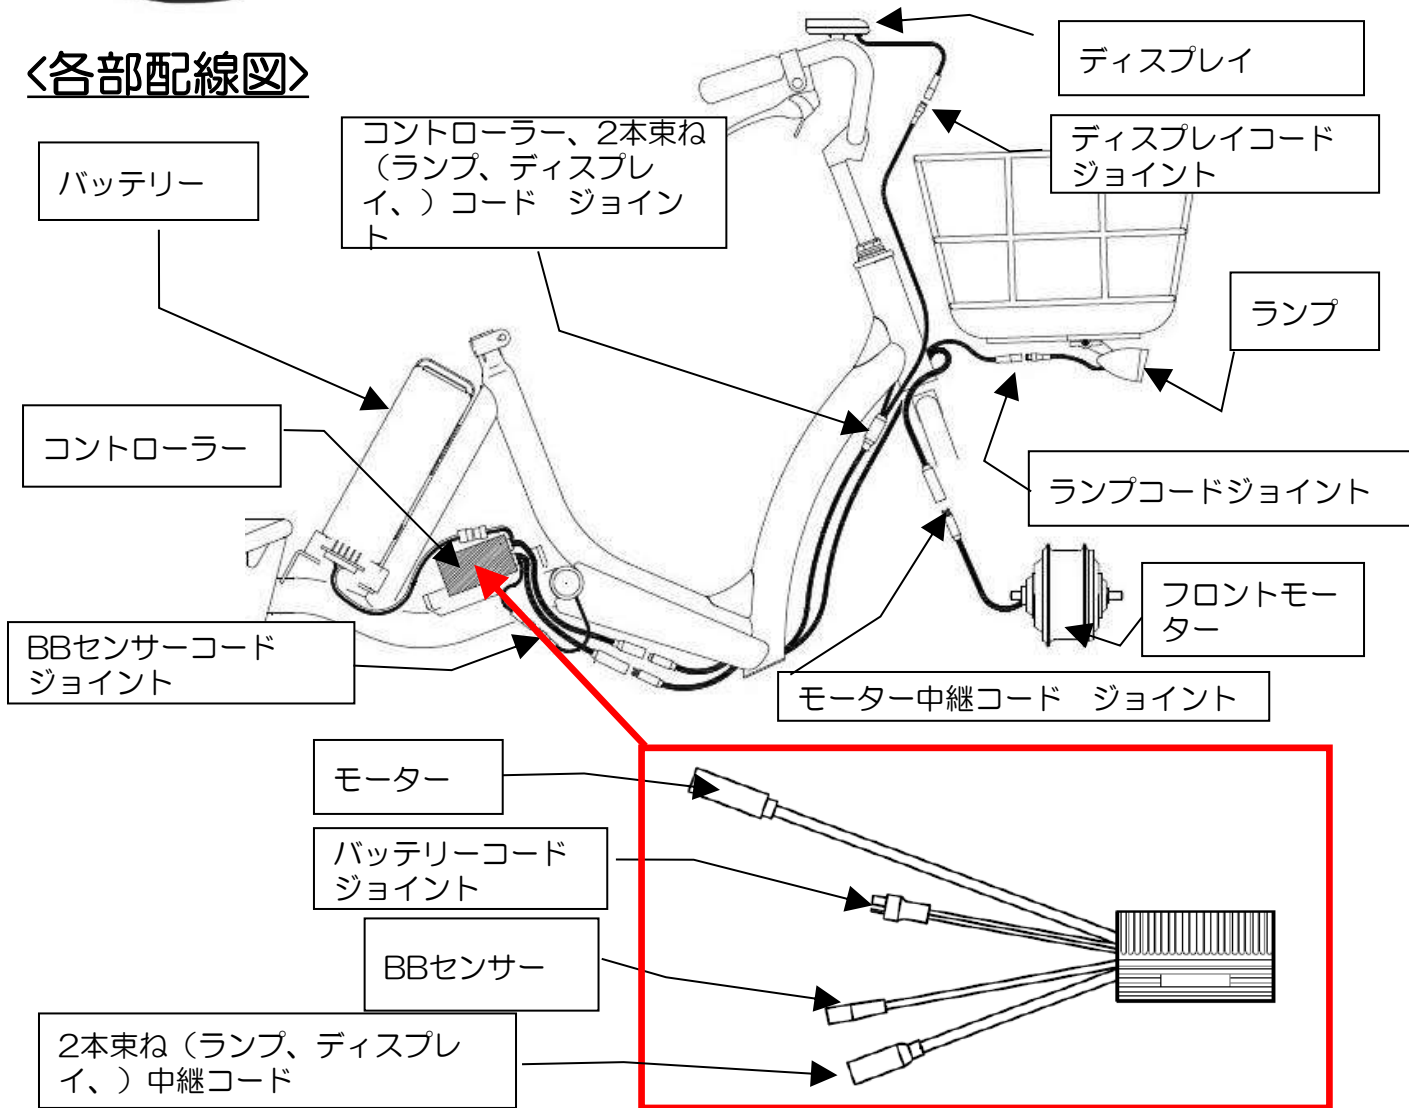 <各部配線図>
ディスプレイ
コントローラー、2本束ね
（ランプ、ディスプレ
イ、）コード　ジョイン
ト
ディスプレイコード
ジョイント
バッテリー
ランプ
コントローラー
ランプコードジョイント
フロントモー
ター
BBセンサーコード
ジョイント
モーター中継コード　ジョイント
モーター
バッテリーコード
ジョイント
BBセンサー
2本束ね（ランプ、ディスプレ
イ、）中継コード